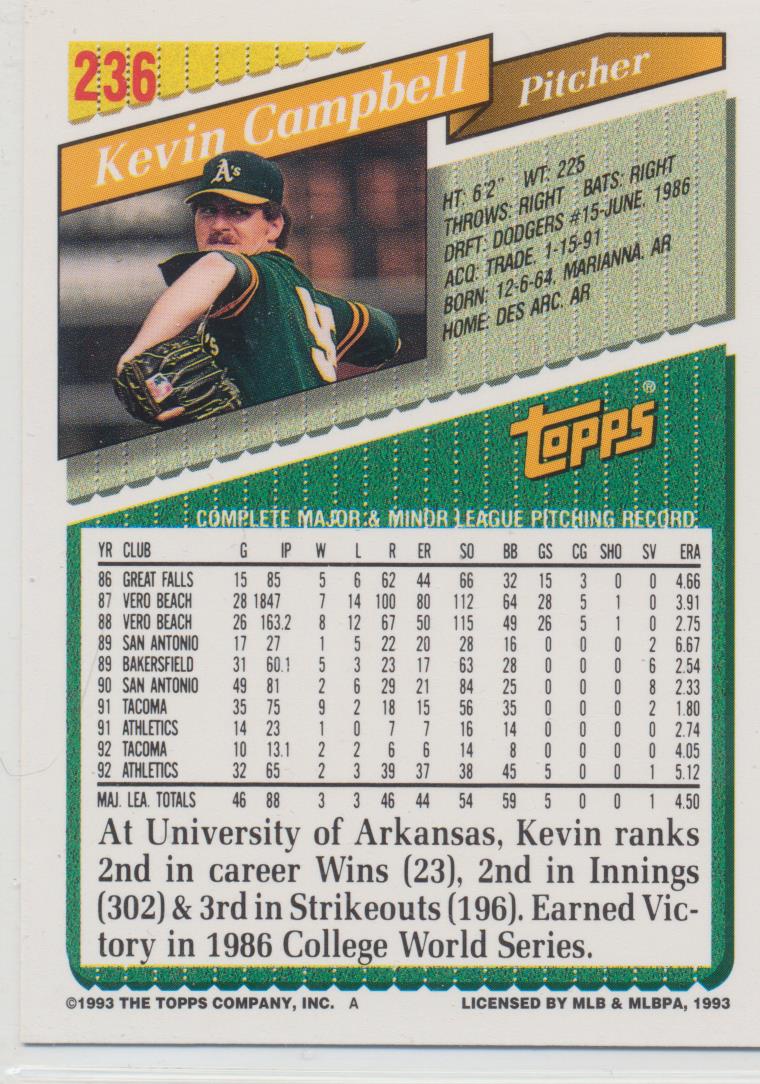 236
Kevin Campbell
Pitcher
A's
HT: 6'2" WT: 225
THROWS: RIGHT BATS: RIGHT
DRFT: DODGERS #15-JUNE, 1986
ACQ: TRADE, 1-15-91
BORN: 12-6-64, MARIANNA, AR
HOME: DES ARC, AR
TOPPS®
COMPLETE MAJOR & MINOR LEAGUE PITCHING RECORD
YR CLUB G IP W L R ER SO BB GS CG SHO SV ERA
86 GREAT FALLS 15 85 5 6 62 44 66 32 15 3 0 0 4.66
87 VERO BEACH 28 1847 7 14 100 80 112 64 28 5 1 0 3.91
88 VERO BEACH 26 163.2 8 12 67 50 115 49 26 5 1 0 2.75
89 SAN ANTONIO 17 27 1 5 22 20 28 16 0 0 0 2 6.67
89 BAKERSFIELD 31 60.1 5 3 23 17 63 28 0 0 0 6 2.54
90 SAN ANTONIO 49 81 2 6 29 21 84 25 0 0 0 8 2.33
91 TACOMA 35 75 9 2 18 15 56 35 0 0 0 2 1.80
91 ATHLETICS 14 23 1 0 7 7 16 14 0 0 0 0 2.74
92 TACOMA 10 13.1 2 2 6 6 14 8 0 0 0 0 4.05
92 ATHLETICS 32 65 2 3 39 37 38 45 5 0 0 1 5.12
MAJ. LEA. TOTALS 46 88 3 3 46 44 54 59 5 0 0 1 4.50
At University of Arkansas, Kevin ranks
2nd in career Wins (23), 2nd in Innings
(302) & 3rd in Strikeouts (196). Earned Vic-
tory in 1986 College World Series.
©1993 THE TOPPS COMPANY, INC. A
LICENSED BY MLB & MLBPA, 1993